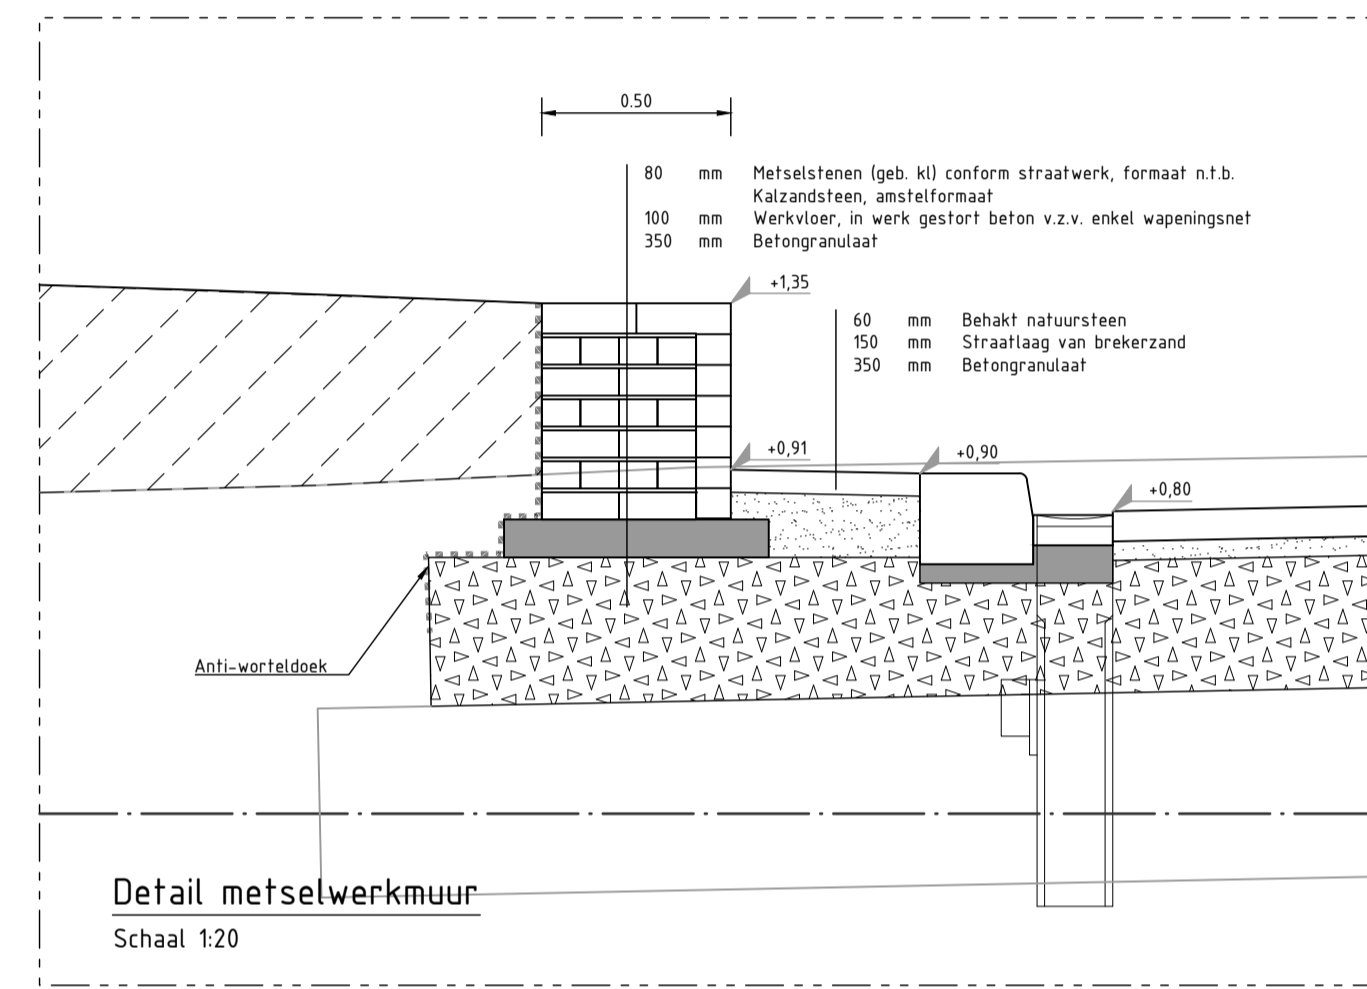 0.50
80 mm Metselstenen (geb. kl) conform straatwerk, formaat n.t.b.
Kalzandsteen, amstelformaat
100 mm Werkvloer, in werk gestort beton v.z.v. enkel wapeningsnet
350 mm Betongranulaat
+1,35
60 mm Behakt natuursteen
150 mm Straatlaag van brekerzand
350 mm Betongranulaat
+0,91
+0,90
+0,80
Anti-worteldoek
Detail metselwerkmuur
Schaal 1:20